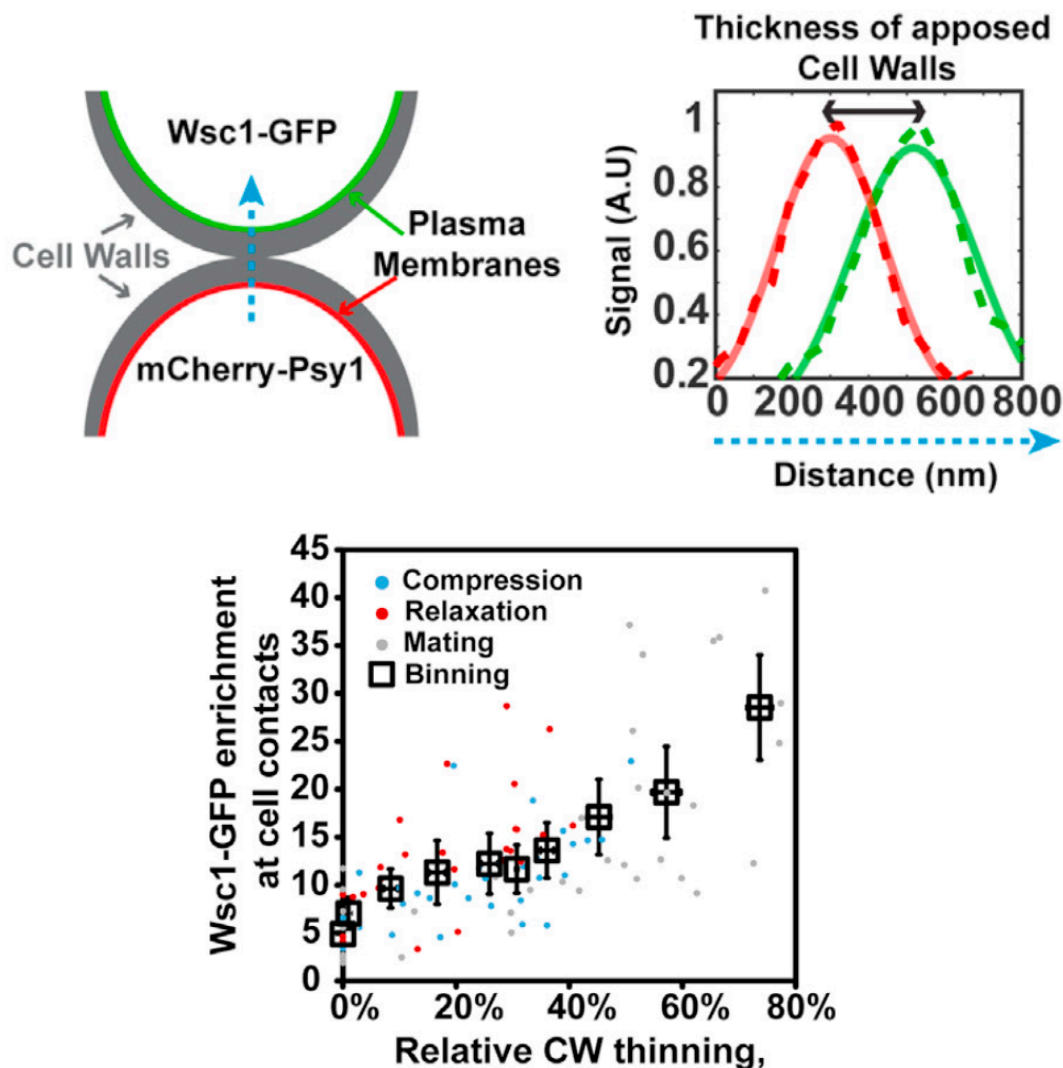 Wsc1-GFP
Plasma
Membranes
Cell Walls
mCherry-Psy1
Thickness of apposed
Cell Walls
Signal (A.U)
1
0.8
0.6
0.4
0.2
0 200 400 600 800
Distance (nm)
Wsc1-GFP enrichment
at cell contacts
45
40
35
30
25
20
15
10
5
0
Compression
Relaxation
Mating
Binning
0% 20% 40% 60% 80%
Relative CW thinning,